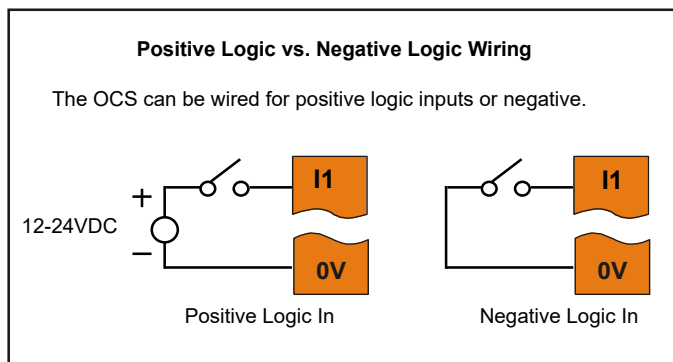 Positive Logic vs. Negative Logic Wiring
The OCS can be wired for positive logic inputs or negative.
I1
I1
+
12-24VDC
–
0V
0V
Positive Logic In
Negative Logic In